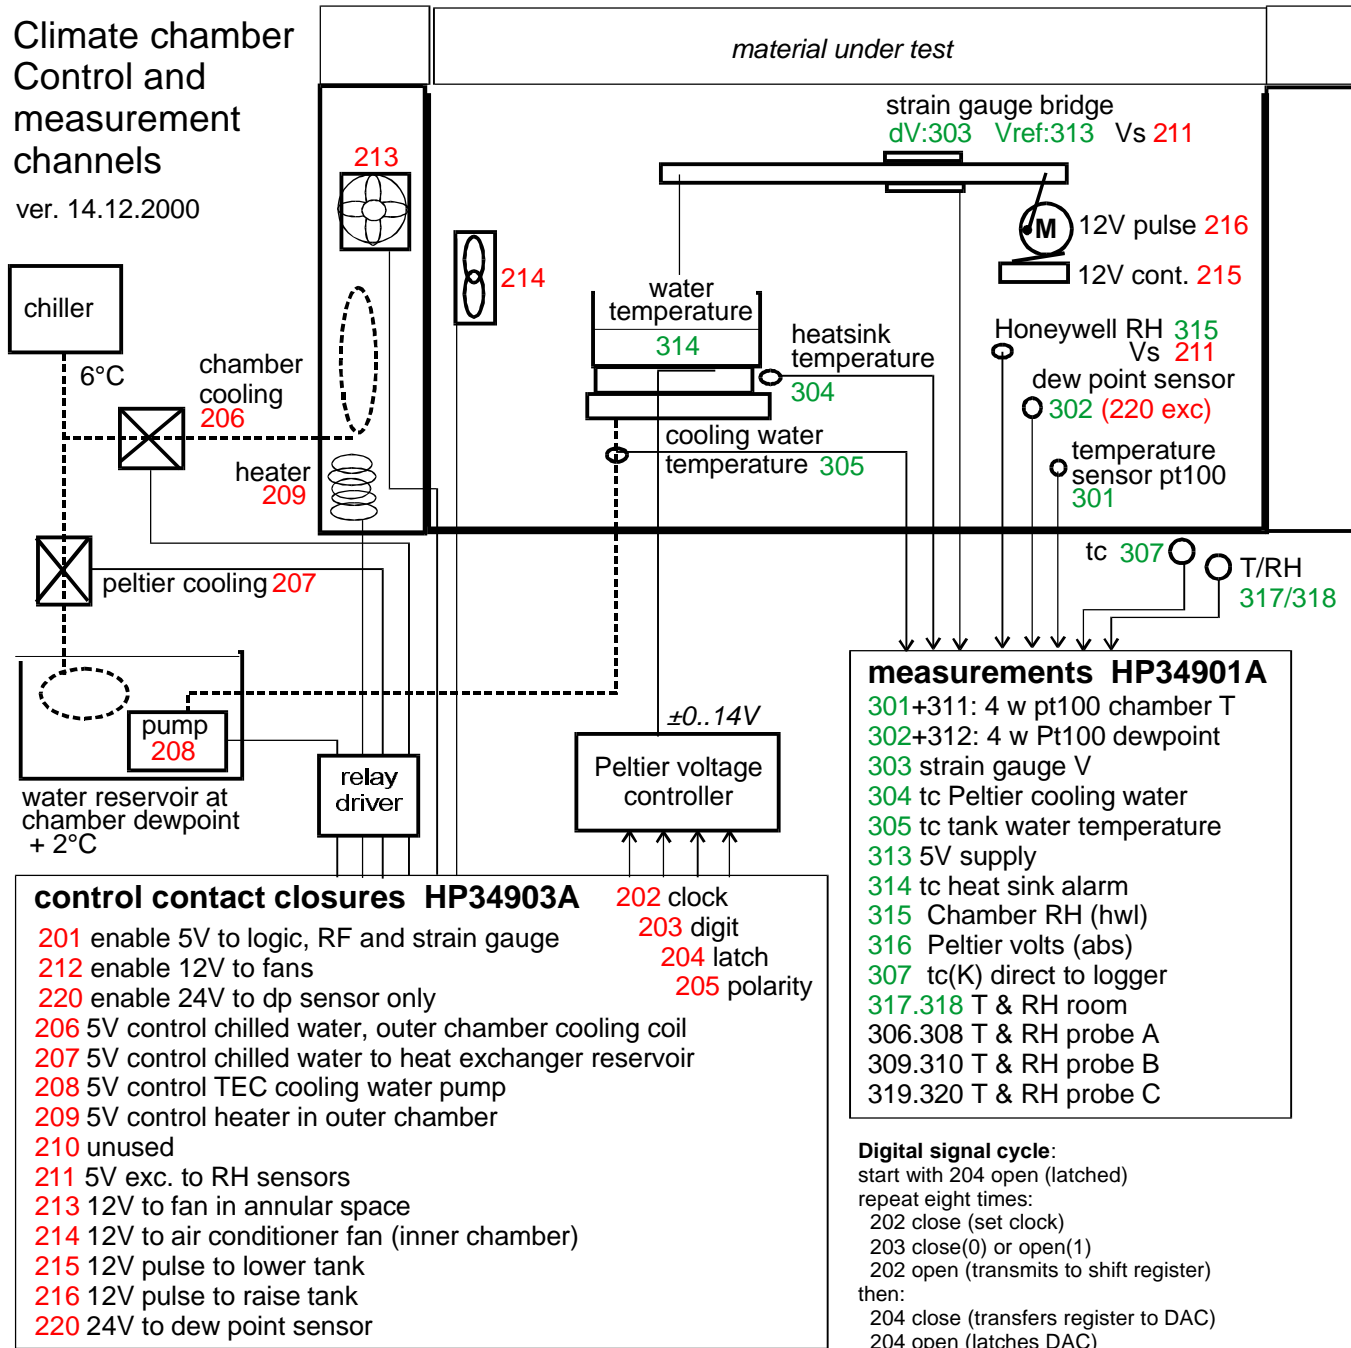 Climate chamber
Control and
measurement
channels
ver. 14.12.2000
material under test
strain gauge bridge
dV:303 Vref:313 Vs 211
213
214
M 12V pulse 216
12V cont. 215
chiller
6°C
chamber
cooling
206
heater
209
water
temperature
314
heatsink
temperature
304
cooling water
temperature 305
Honeywell RH 315
Vs 211
dew point sensor
302 (220 exc)
temperature
sensor pt100
301
tc 307
T/RH
317/318
peltier cooling 207
pump
208
water reservoir at
chamber dewpoint
+ 2°C
relay
driver
±0..14V
Peltier voltage
controller
measurements HP34901A
301+311: 4 w pt100 chamber T
302+312: 4 w Pt100 dewpoint
303 strain gauge V
304 tc Peltier cooling water
305 tc tank water temperature
313 5V supply
314 tc heat sink alarm
315 Chamber RH (hwl)
316 Peltier volts (abs)
307 tc(K) direct to logger
317.318 T & RH room
306.308 T & RH probe A
309.310 T & RH probe B
319.320 T & RH probe C
control contact closures HP34903A
202 clock
203 digit
204 latch
205 polarity
201 enable 5V to logic, RF and strain gauge
212 enable 12V to fans
220 enable 24V to dp sensor only
206 5V control chilled water, outer chamber cooling coil
207 5V control chilled water to heat exchanger reservoir
208 5V control TEC cooling water pump
209 5V control heater in outer chamber
210 unused
211 5V exc. to RH sensors
213 12V to fan in annular space
214 12V to air conditioner fan (inner chamber)
215 12V pulse to lower tank
216 12V pulse to raise tank
220 24V to dew point sensor
Digital signal cycle:
start with 204 open (latched)
repeat eight times:
202 close (set clock)
203 close(0) or open(1)
202 open (transmits to shift register)
then:
204 close (transfers register to DAC)
204 open (latches DAC)